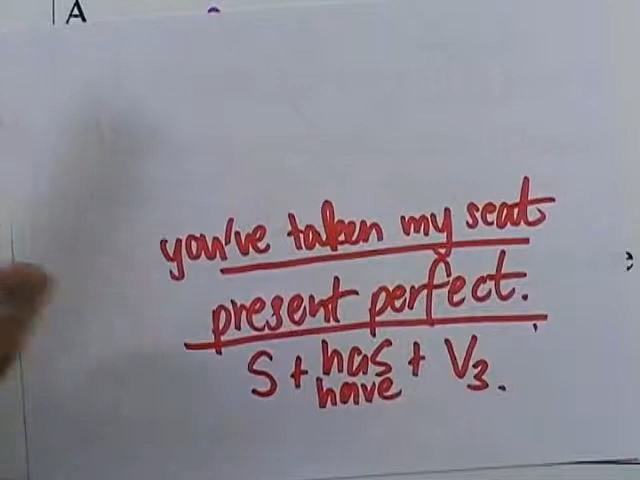 A
you've taken my seat
present perfect.
S + has + V3.
have
e